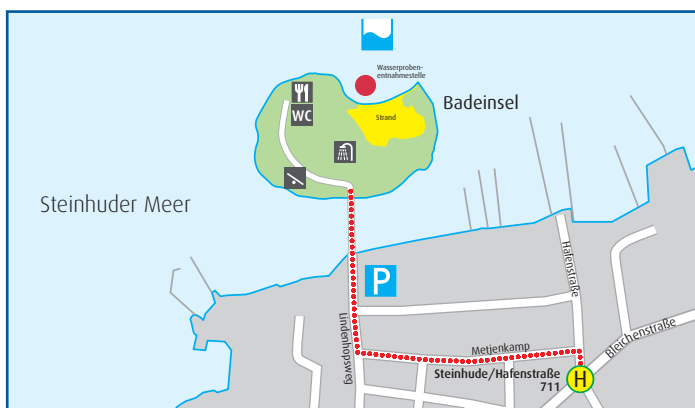 Wasserproben-
entnahmestelle
Badeinsel
WC
Strand
Steinhuder Meer
P
Hafenstraße
Lindenhopsweg
Metjenkamp
Bleichenstraße
Steinhude/Hafenstraße
711
H